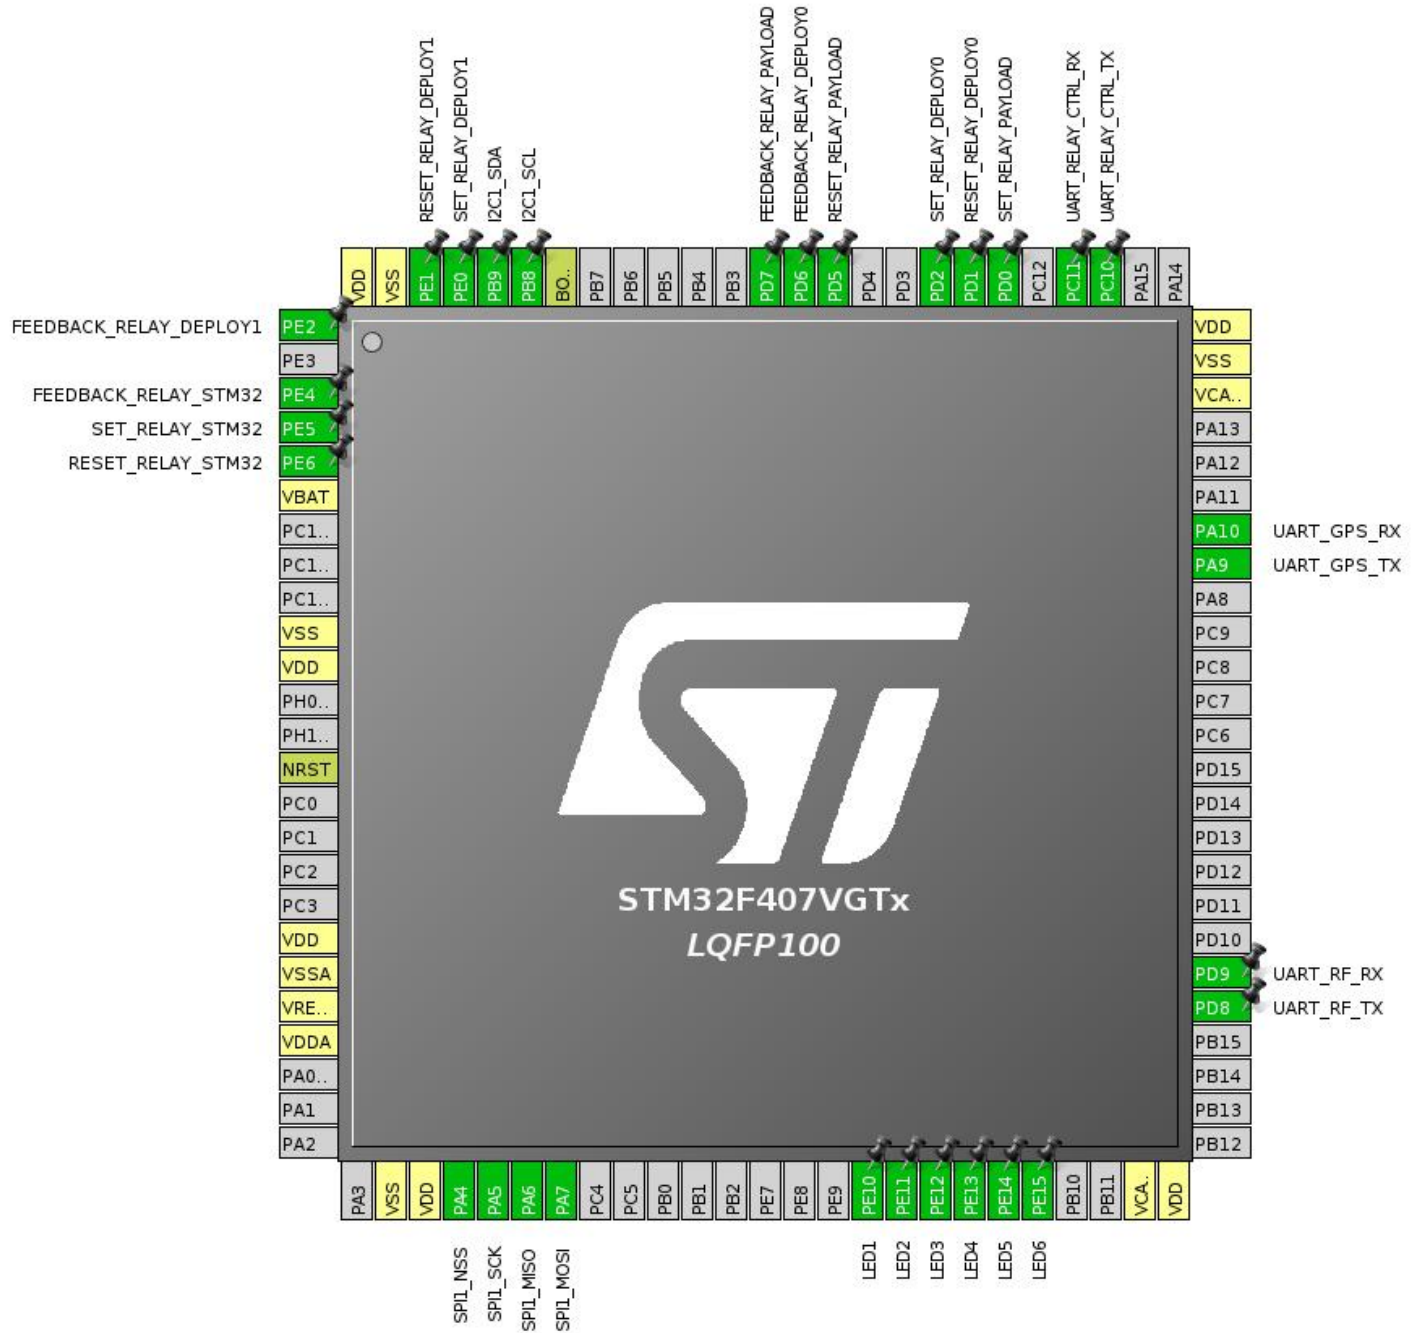 RESET_RELAY_DEPLOY1
SET_RELAY_DEPLOY1
I2C1_SDA
I2C1_SCL
FEEDBACK_RELAY_PAYLOAD
FEEDBACK_RELAY_DEPLOY0
RESET_RELAY_PAYLOAD
SET_RELAY_DEPLOY0
RESET_RELAY_DEPLOY0
SET_RELAY_PAYLOAD
UART_RELAY_CTRL_RX
UART_RELAY_CTRL_TX
VDD
VSS
PE1
PE0
PB9
PB8
BO..
PB7
PB6
PB5
PB4
PB3
PD7
PD6
PD5
PD4
PD3
PD2
PD1
PD0
PC12
PC11
PC10
PA15
PA14
FEEDBACK_RELAY_DEPLOY1 PE2
PE3
FEEDBACK_RELAY_STM32 PE4
SET_RELAY_STM32 PE5
RESET_RELAY_STM32 PE6
VBAT
PC1..
PC1..
PC1..
VSS
VDD
PH0..
PH1..
NRST
PC0
PC1
PC2
PC3
VDD
VSSA
VRE..
VDDA
PA0..
PA1
PA2
ST
STM32F407VGTx
LQFP100
VDD
VSS
VCA..
PA13
PA12
PA11
PA10 UART_GPS_RX
PA9 UART_GPS_TX
PA8
PC9
PC8
PC7
PC6
PD15
PD14
PD13
PD12
PD11
PD10
PD9 UART_RF_RX
PD8 UART_RF_TX
PB15
PB14
PB13
PB12
PA3
VSS
VDD
PA4
PA5
PA6
PA7
PC4
PC5
PB0
PB1
PB2
PE7
PE8
PE9
PE10
PE11
PE12
PE13
PE14
PE15
PB10
PB11
VCA..
VDD
SPI1_NSS
SPI1_SCK
SPI1_MISO
SPI1_MOSI
LED1
LED2
LED3
LED4
LED5
LED6